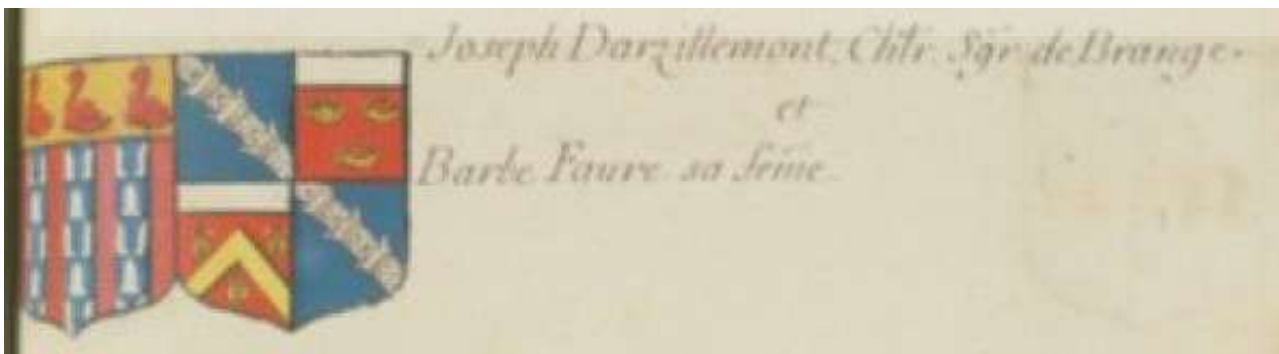 Joseph Darzillemont, Chlr. Sgr de Brange.
et
Barbe Faure sa feme